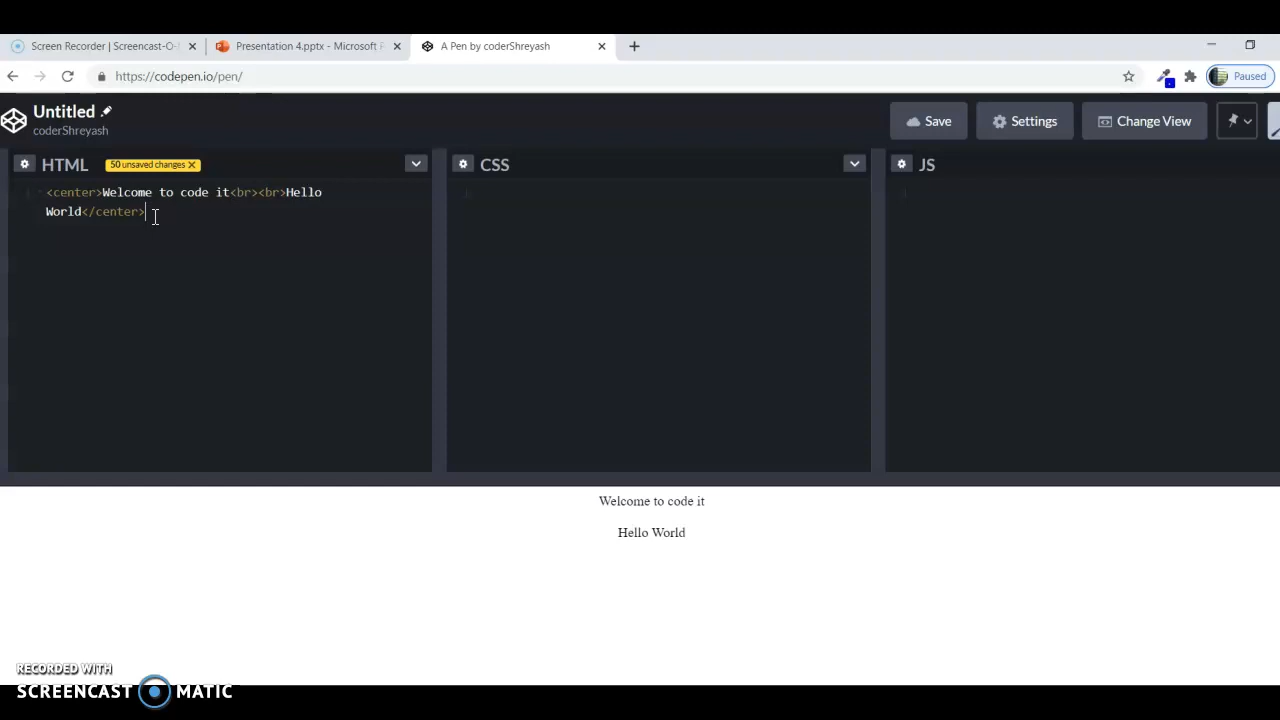 Screen Recorder | Screencast-O-
Presentation 4.pptx - Microsoft P
A Pen by coderShreyash
https://codepen.io/pen/
Paused
Untitled
coderShreyash
Save
Settings
Change View
HTML
50 unsaved changes X
CSS
JS
<center>Welcome to code it<br><br>Hello
World</center>
Welcome to code it
Hello World
RECORDED WITH
SCREENCAST MATIC